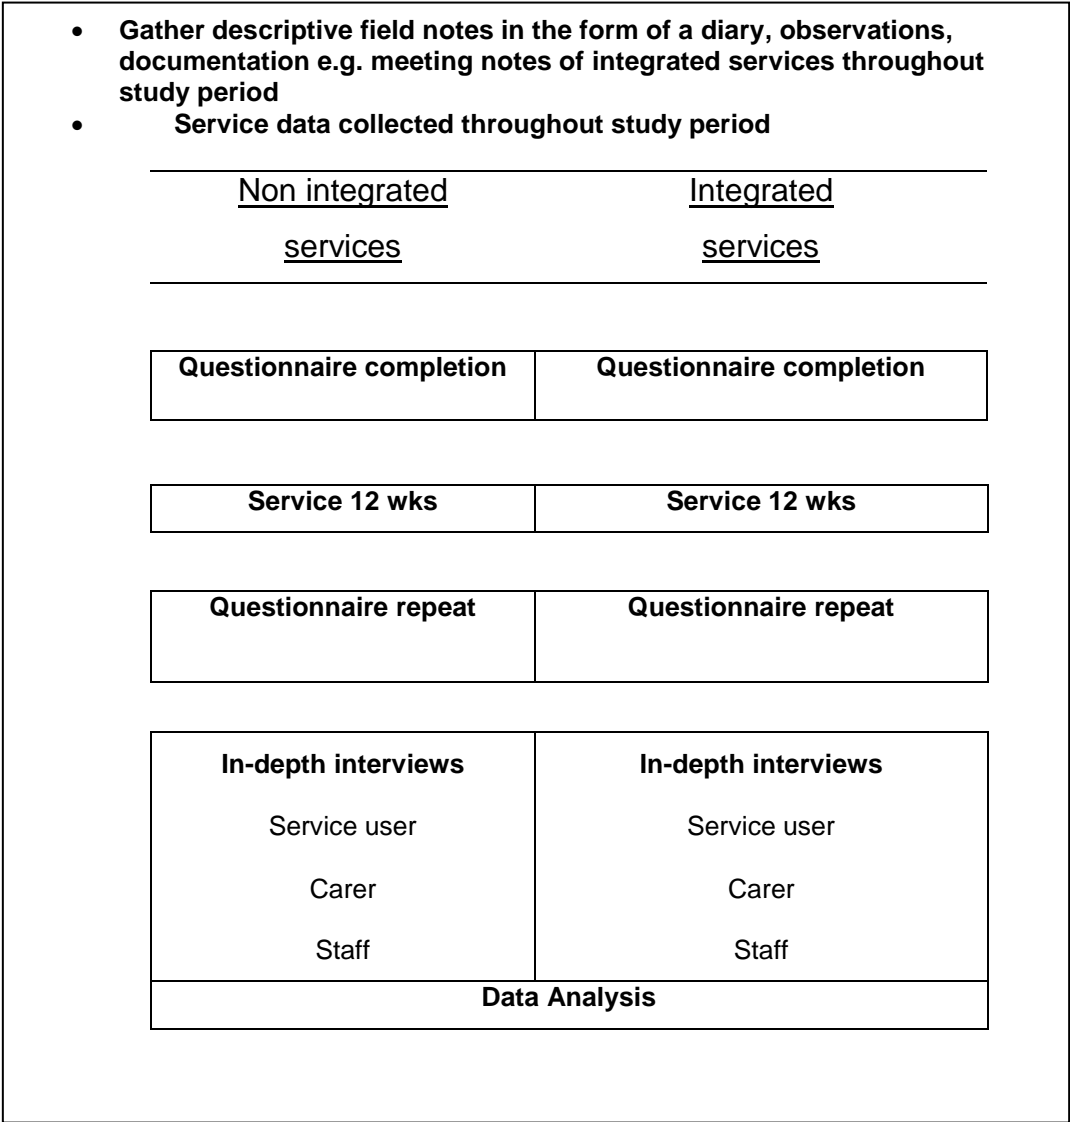 • Gather descriptive field notes in the form of a diary, observations,
documentation e.g. meeting notes of integrated services throughout
study period
• Service data collected throughout study period
Non integrated Integrated
services services
Questionnaire completion Questionnaire completion
Service 12 wks Service 12 wks
Questionnaire repeat Questionnaire repeat
In-depth interviews In-depth interviews
Service user Service user
Carer Carer
Staff Staff
Data Analysis